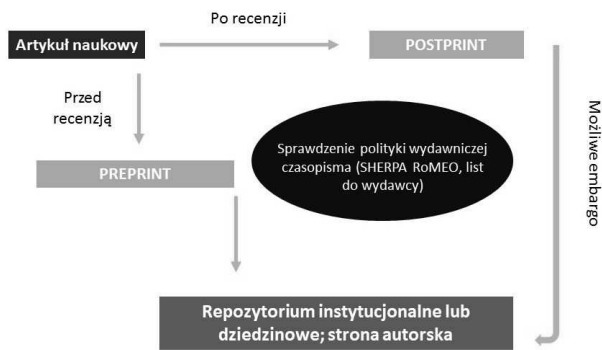 Po recenzji
Artykuł naukowy
POSTPRINT
Przed
recenzją
Możliwe embargo
Sprawdzenie polityki wydawniczej
czasopisma (SHERPA RoMEO, list
do wydawcy)
PREPRINT
Repozytorium instytucjonalne lub
dziedzinowe; strona autorska